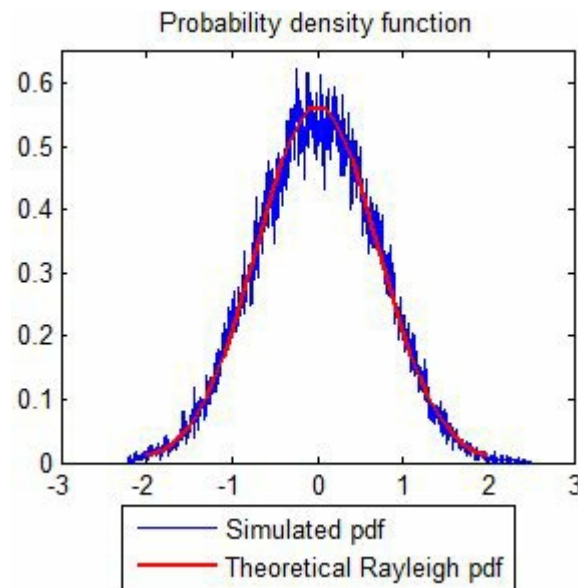 Probability density function
0.6
0.5
0.4
0.3
0.2
0.1
0
-3 -2 -1 0 1 2 3
Simulated pdf
Theoretical Rayleigh pdf